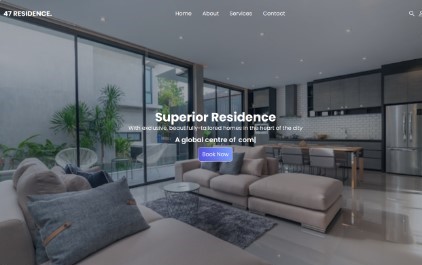 47 RESIDENCE.
Home About Services Contact
Superior Residence
With exclusive, beautifully-tailored homes in the heart of the city
A global centre of com|
Book Now